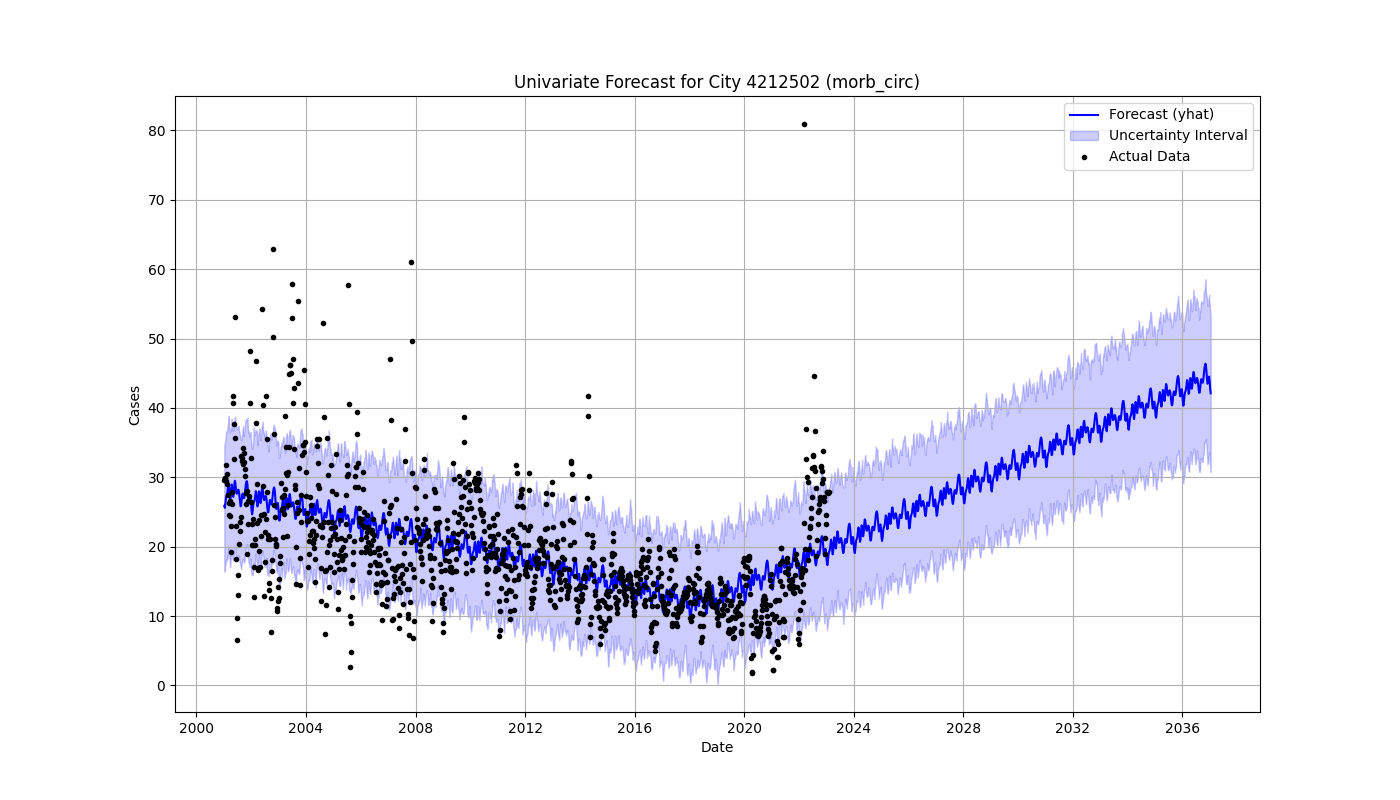 Univariate Forecast for City 4212502 (morb_circ)
Forecast (yhat)
Uncertainty Interval
Actual Data
Cases
80
70
60
50
40
30
20
10
0
2000 2004 2008 2012 2016 2020 2024 2028 2032 2036
Date